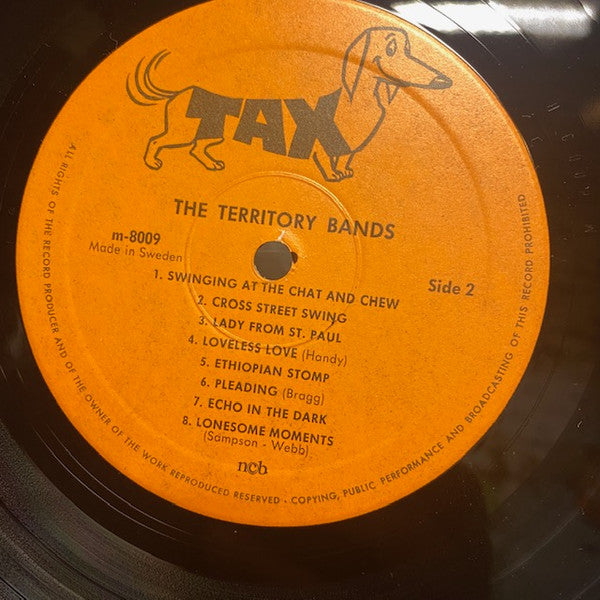 TAX
THE TERRITORY BANDS
m-8009
Made in Sweden
Side 2
1. SWINGING AT THE CHAT AND CHEW
2. CROSS STREET SWING
3. LADY FROM ST. PAUL
4. LOVELESS LOVE (Handy)
5. ETHIOPIAN STOMP
6. PLEADING (Bragg)
7. ECHO IN THE DARK
8. LONESOME MOMENTS
(Sampson - Webb)
ncb
ALL RIGHTS OF THE RECORD PRODUCER AND OF THE OWNER OF THE WORK REPRODUCED RESERVED - COPYING, PUBLIC PERFORMANCE AND BROADCASTING OF THIS RECORD PROHIBITED